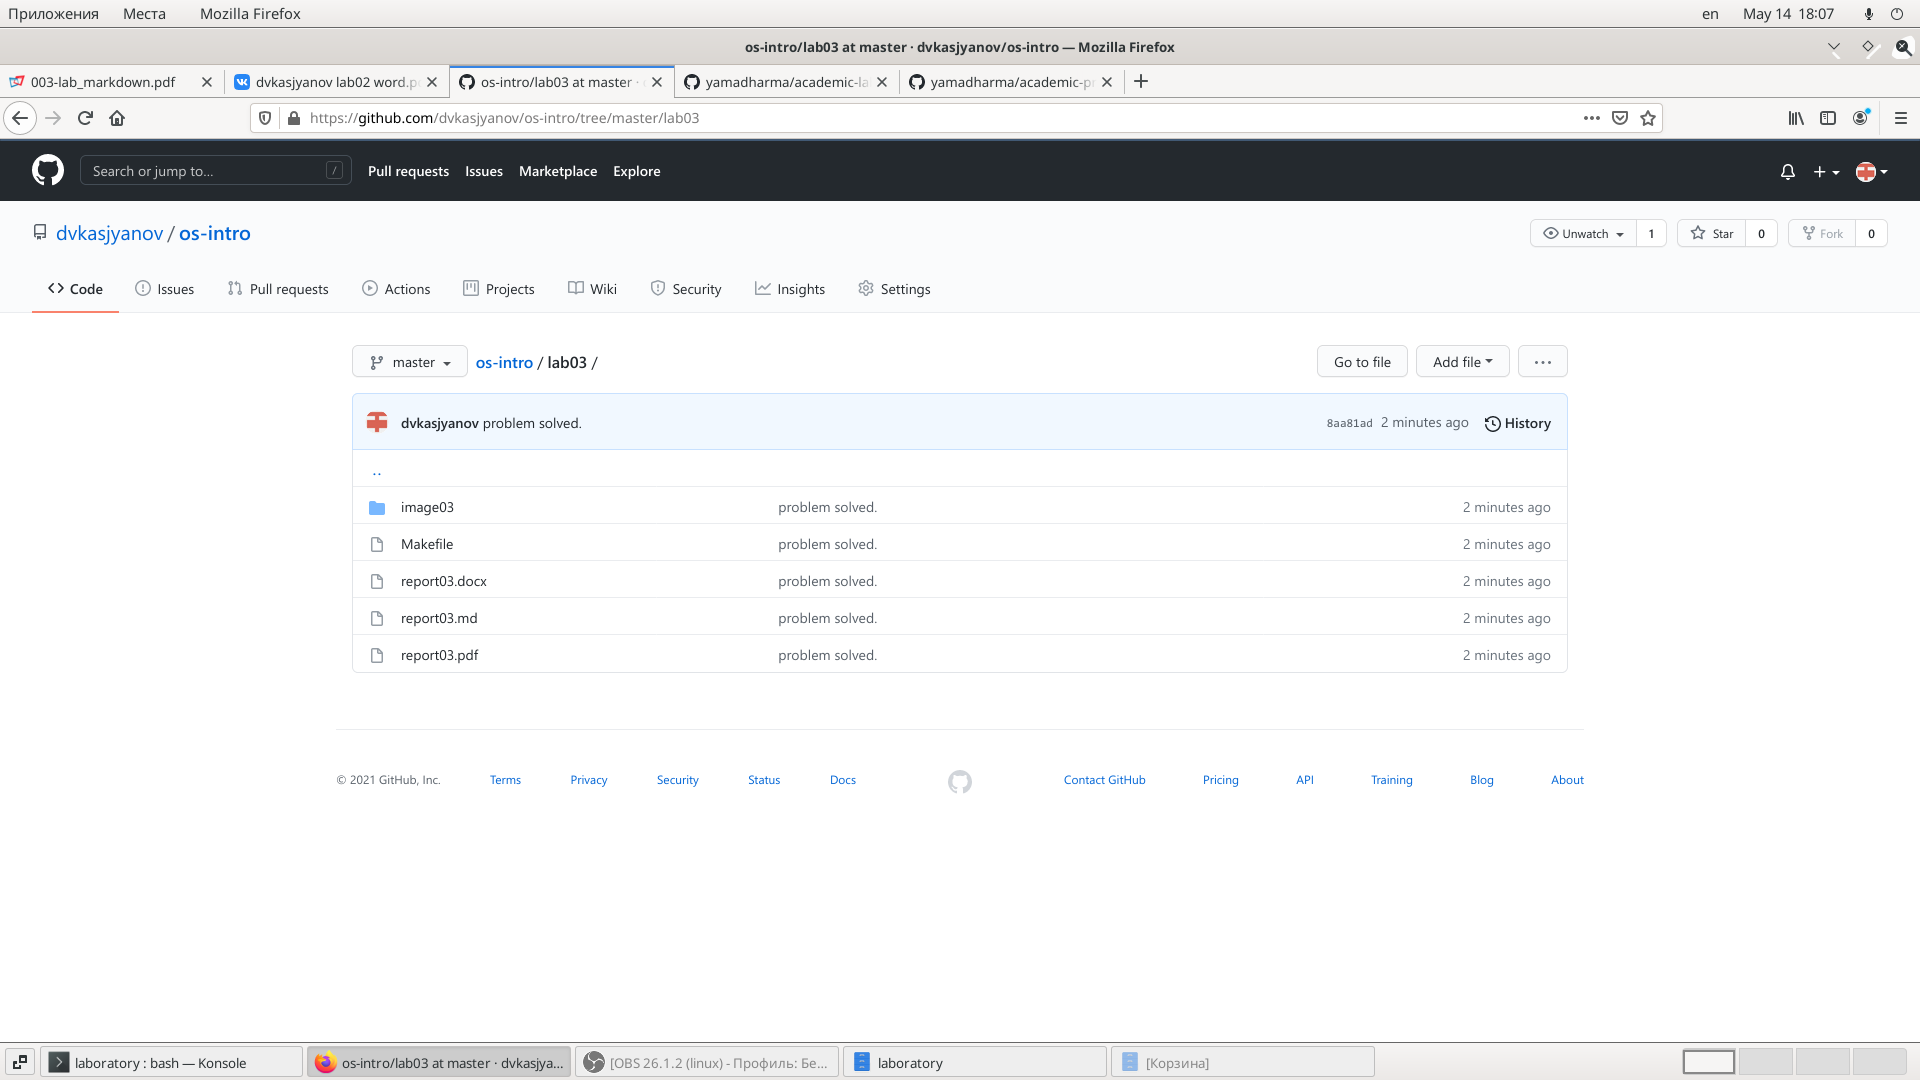 Приложения Места Mozilla Firefox en May 14 18:07
os-intro/lab03 at master · dvkasjyanov/os-intro — Mozilla Firefox
003-lab_markdown.pdf dvkasjyanov lab02 word.p os-intro/lab03 at master · yamadharma/academic-la yamadharma/academic-p
https://github.com/dvkasjyanov/os-intro/tree/master/lab03
Search or jump to... / Pull requests Issues Marketplace Explore
dvkasjyanov / os-intro Unwatch 1 Star 0 Fork 0
Code Issues Pull requests Actions Projects Wiki Security Insights Settings
master os-intro / lab03 / Go to file Add file ...
dvkasjyanov problem solved. 8aa81ad 2 minutes ago History
..
image03 problem solved. 2 minutes ago
Makefile problem solved. 2 minutes ago
report03.docx problem solved. 2 minutes ago
report03.md problem solved. 2 minutes ago
report03.pdf problem solved. 2 minutes ago
© 2021 GitHub, Inc. Terms Privacy Security Status Docs Contact GitHub Pricing API Training Blog About
laboratory : bash — Konsole os-intro/lab03 at master · dvkasjya... [OBS 26.1.2 (linux) - Профиль: Бе... laboratory [Корзина]